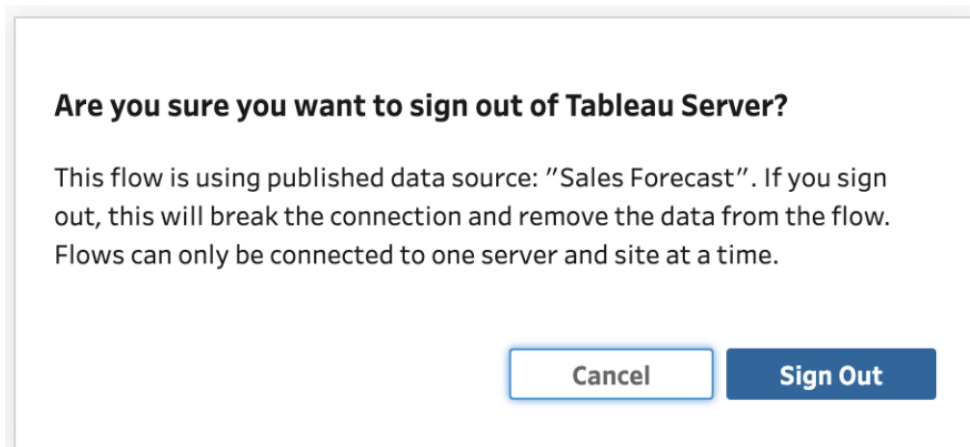 Are you sure you want to sign out of Tableau Server?
This flow is using published data source: "Sales Forecast". If you sign
out, this will break the connection and remove the data from the flow.
Flows can only be connected to one server and site at a time.
Cancel
Sign Out